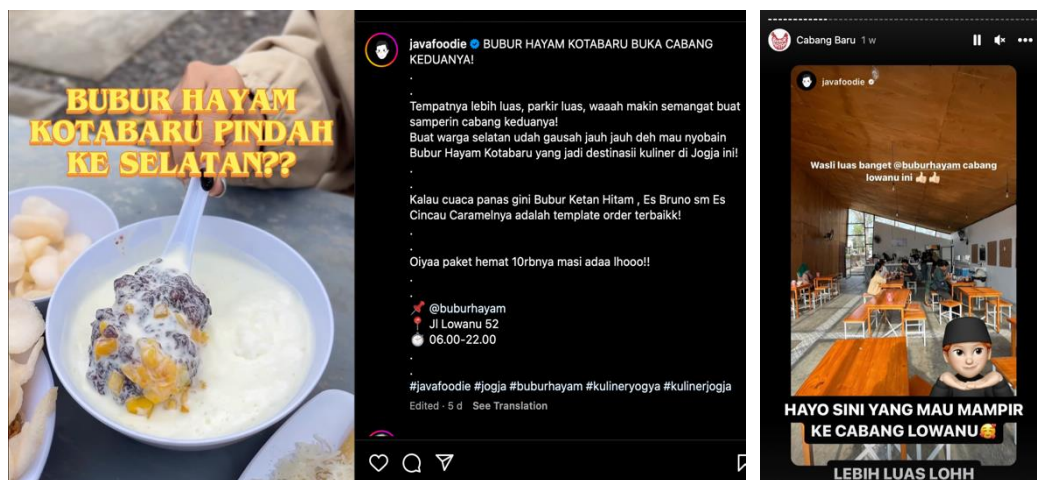 BUBUR HAYAM
KOTABARU PINDAH
KE SELATAN??
javafoodie BUBUR HAYAM KOTABARU BUKA CABANG
KEDUANYA!
.
.
Tempatnya lebih luas, parkir luas, waaah makin semangat buat
samperin cabang keduanya!
Buat warga selatan udah gausah jauh jauh deh mau nyobain
Bubur Hayam Kotabaru yang jadi destinasii kuliner di Jogja ini!
.
.
Kalau cuaca panas gini Bubur Ketan Hitam , Es Bruno sm Es
Cincau Caramelnya adalah template order terbaikk!
.
.
Oiyaa paket hemat 10rbnya masi adaa lhooo!!
.
.
📌 @buburhayam
📍 Jl Lowanu 52
⏱ 06.00-22.00
.
.
#javafoodie #jogja #buburhayam #kulineryogya #kulinerjogja
Edited · 5 d See Translation
Cabang Baru 1 w
javafoodie
Wasli luas banget @buburhayam cabang
lowanu ini 👍🏻👍🏻
HAYO SINI YANG MAU MAMPIR
KE CABANG LOWANU🥳
LEBIH LUAS LOHH